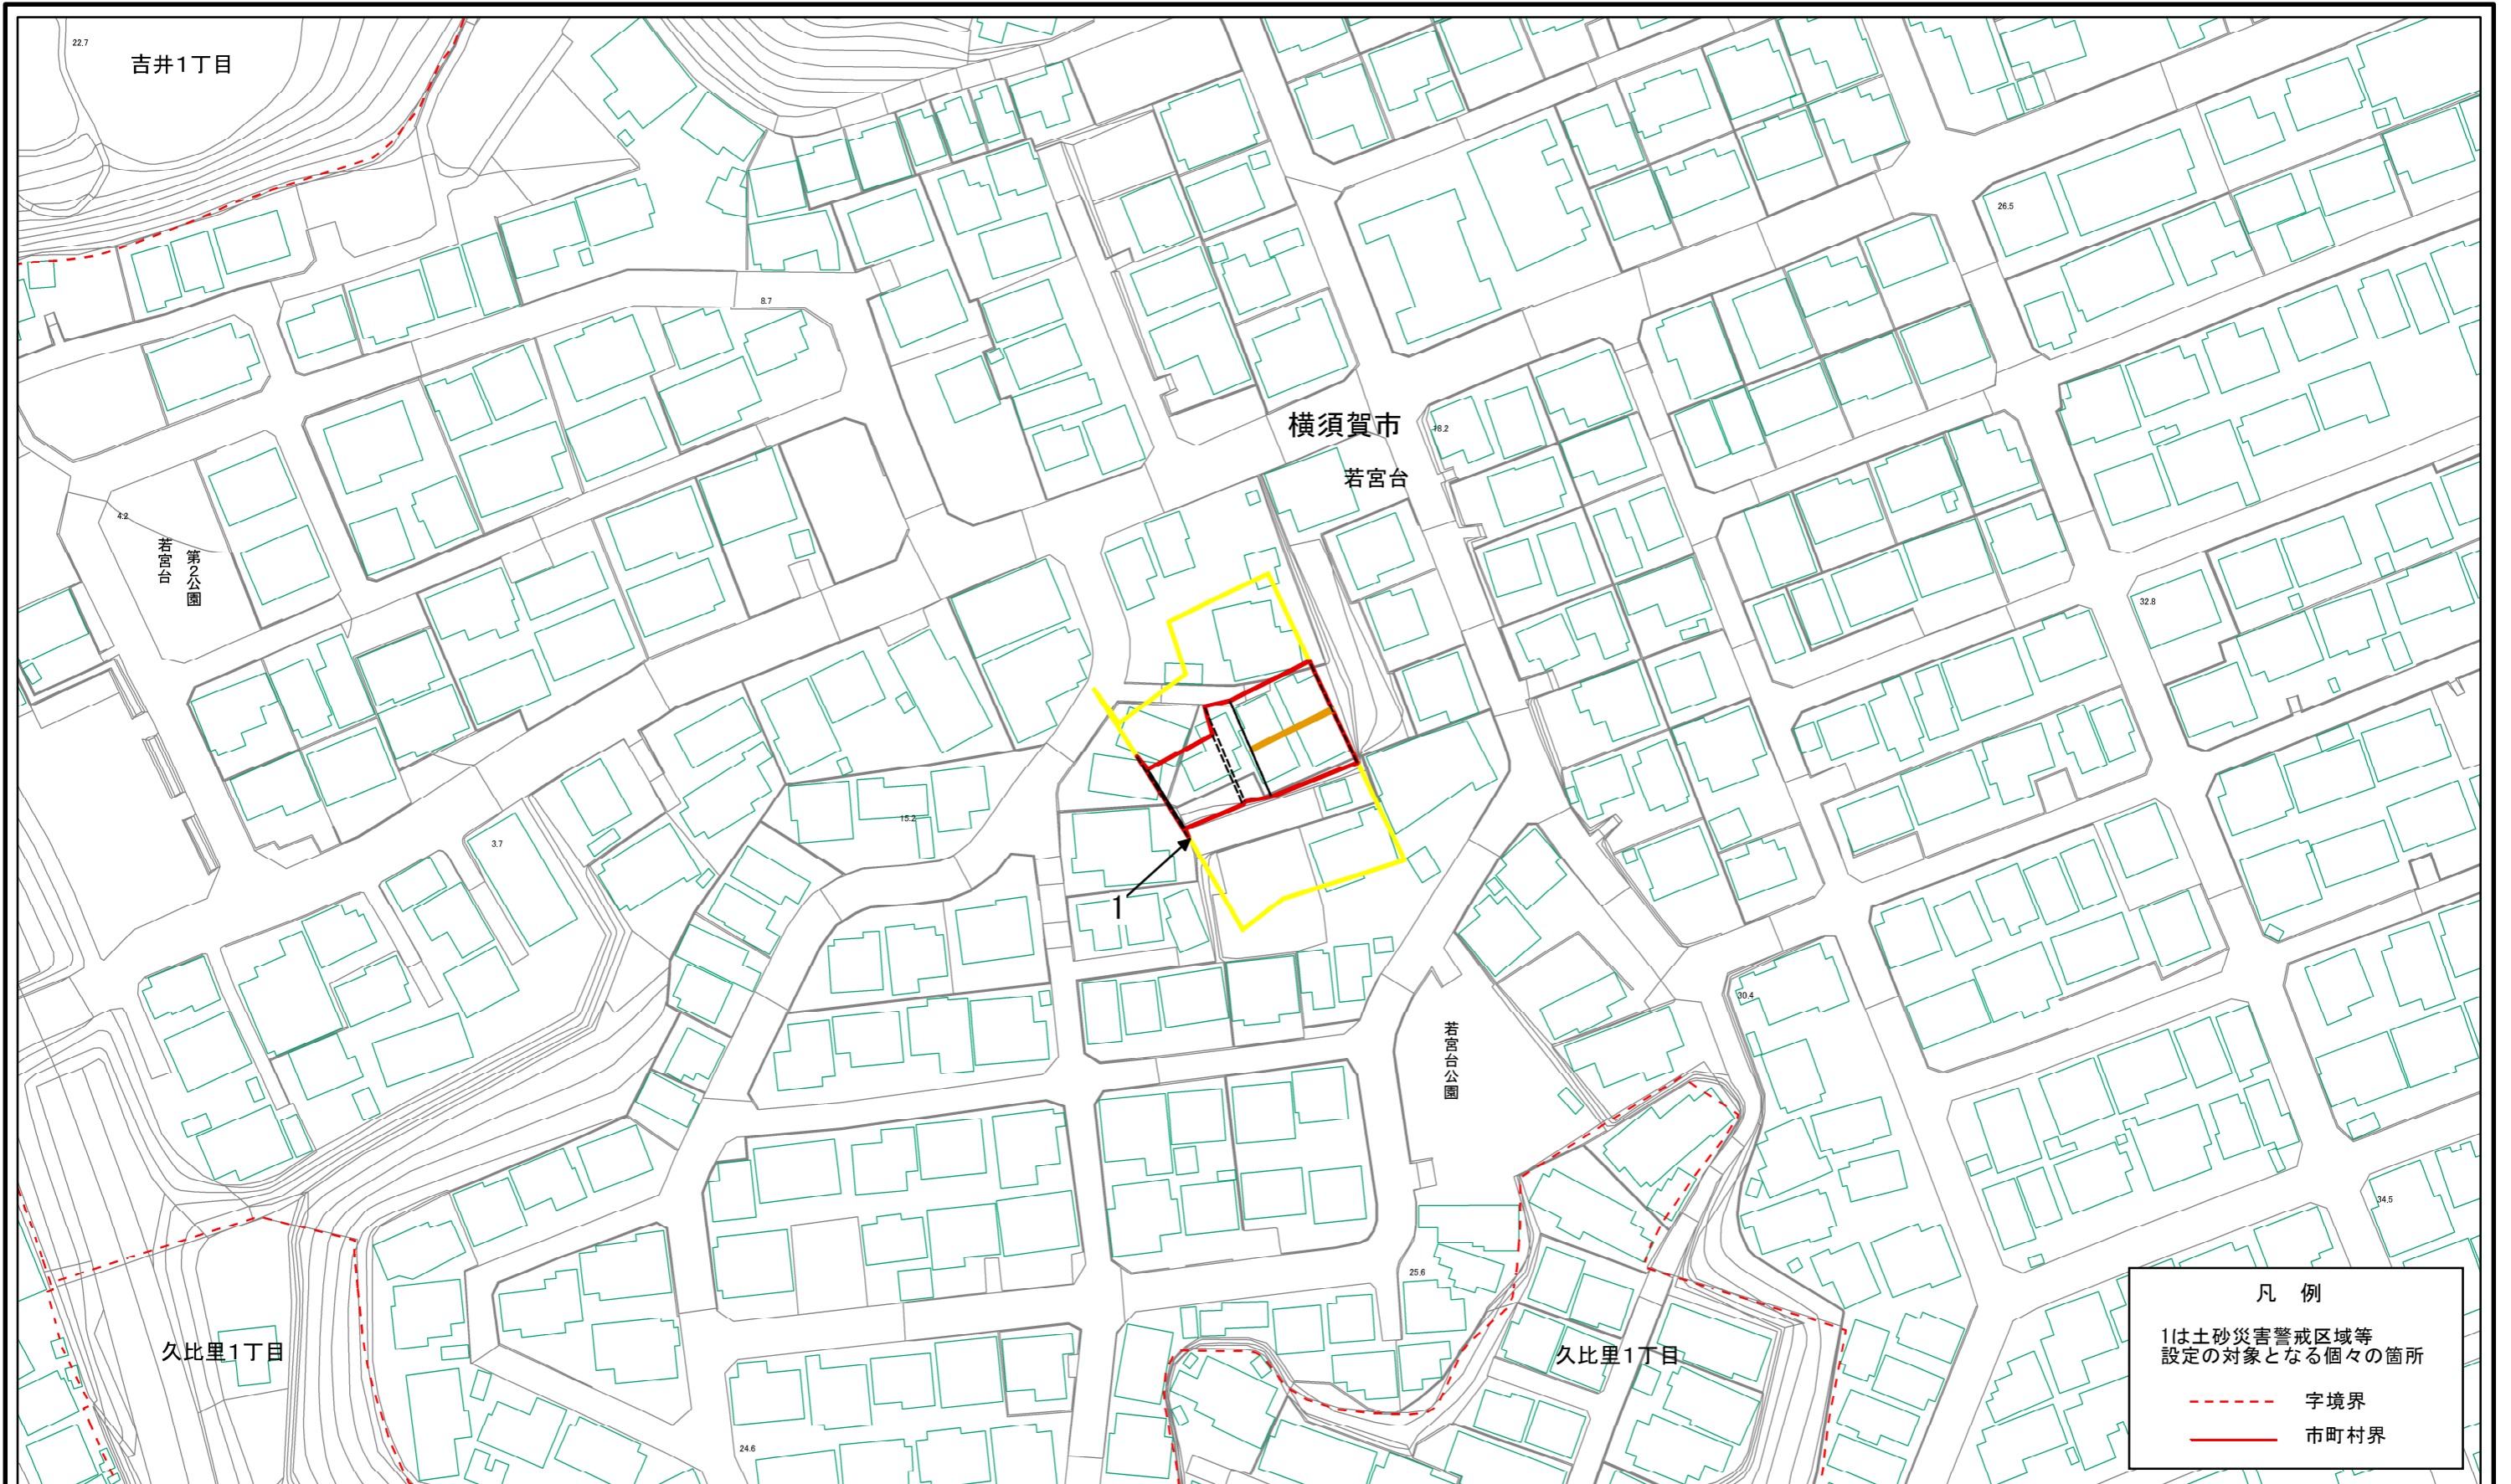 22.7
吉井1丁目
26.5
8.7
横須賀市
18.2
若宮台
4.2
若宮台
第2公園
32.8
15.2
3.7
1
30.4
若宮台公園
34.5
25.6
久比里1丁目
久比里1丁目
24.6
凡 例
1は土砂災害警戒区域等
設定の対象となる個々の箇所
字境界
市町村界